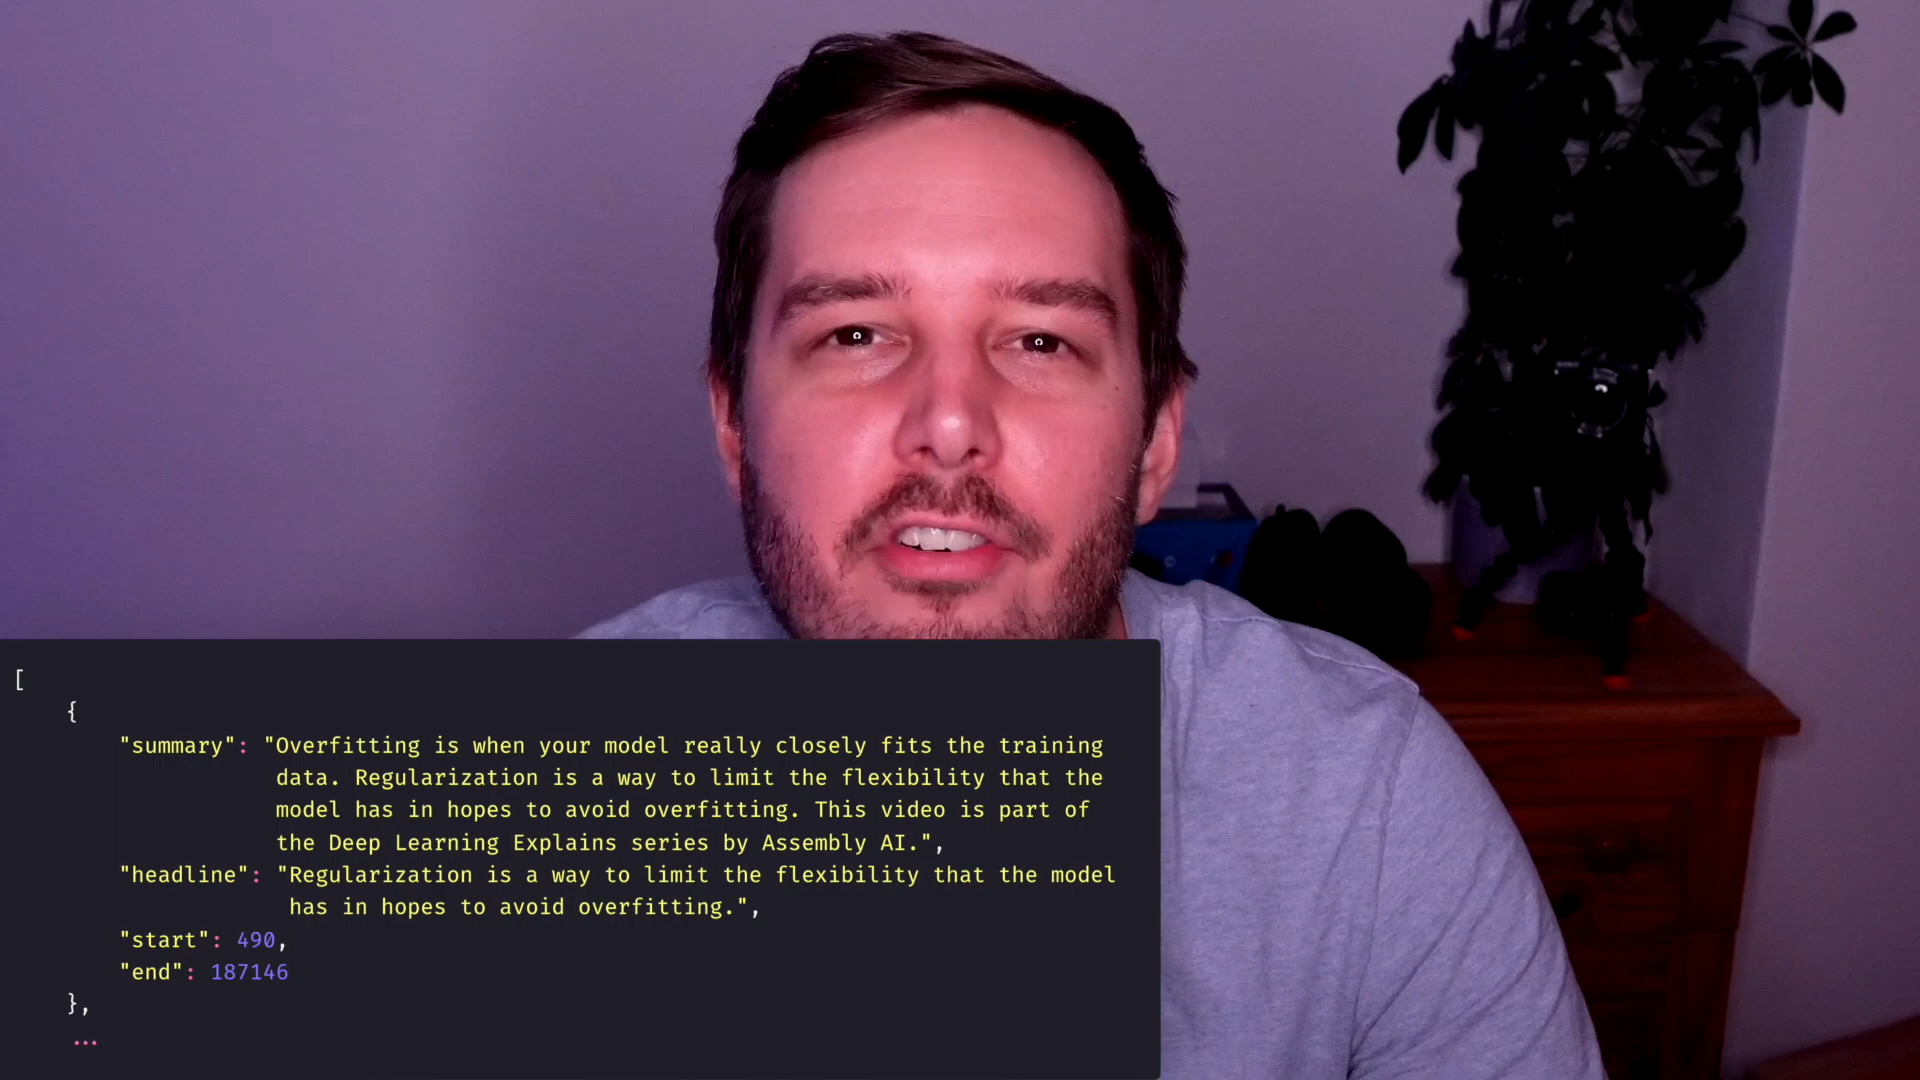 [
{
"summary": "Overfitting is when your model really closely fits the training
data. Regularization is a way to limit the flexibility that the
model has in hopes to avoid overfitting. This video is part of
the Deep Learning Explains series by Assembly AI.",
"headline": "Regularization is a way to limit the flexibility that the model
has in hopes to avoid overfitting.",
"start": 490,
"end": 187146
},
...